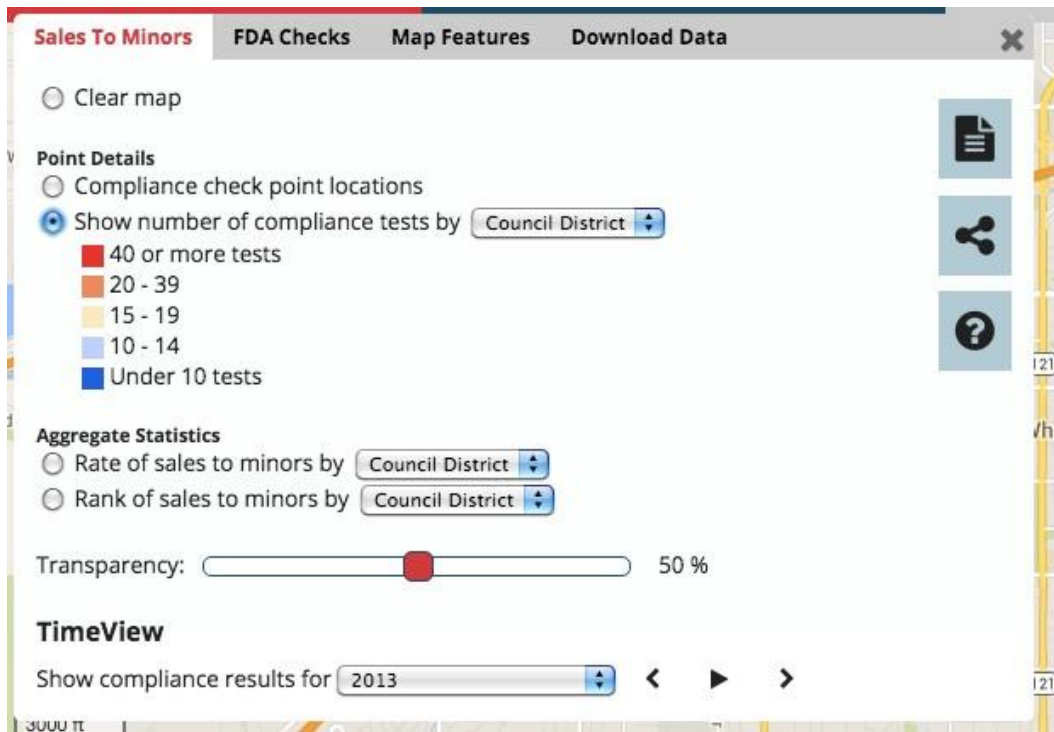 Sales To Minors FDA Checks Map Features Download Data
Clear map
Point Details
Compliance check point locations
Show number of compliance tests by Council District
40 or more tests
20 - 39
15 - 19
10 - 14
Under 10 tests
Aggregate Statistics
Rate of sales to minors by Council District
Rank of sales to minors by Council District
Transparency: 50 %
TimeView
Show compliance results for 2013
121
Wh
121
3000 ft